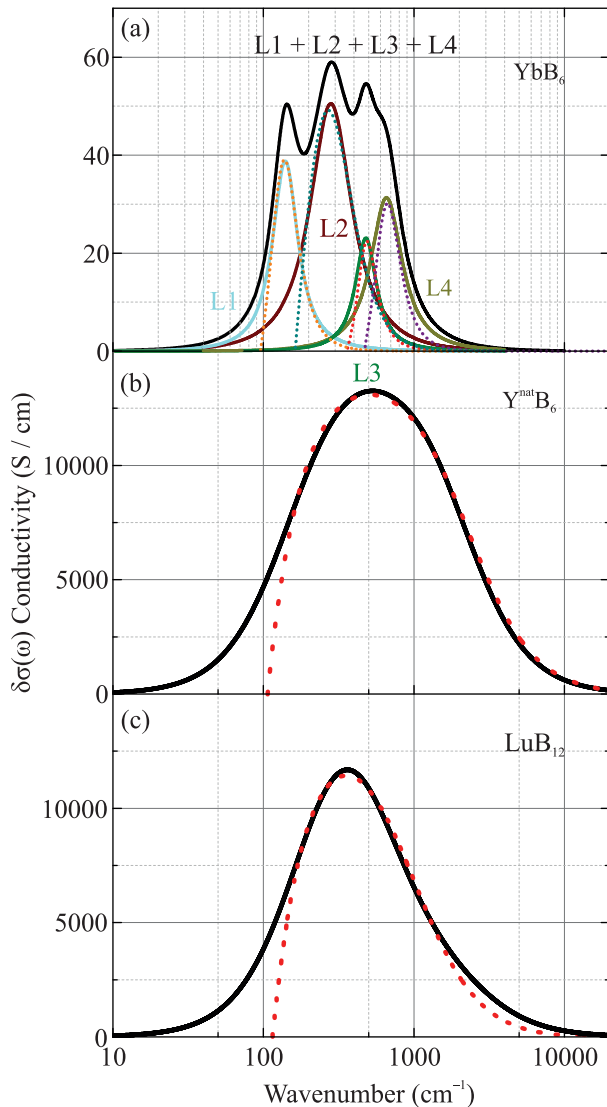 (a)
L1 + L2 + L3 + L4
YbB₆
60
40
20
0
L1
L2
L4
(b)
L3
YⁿᵃᵗB₆
10000
5000
0
δσ(ω) Conductivity (S / cm)
(c)
LuB₁₂
10000
5000
0
10 100 1000 10000
Wavenumber (cm⁻¹)